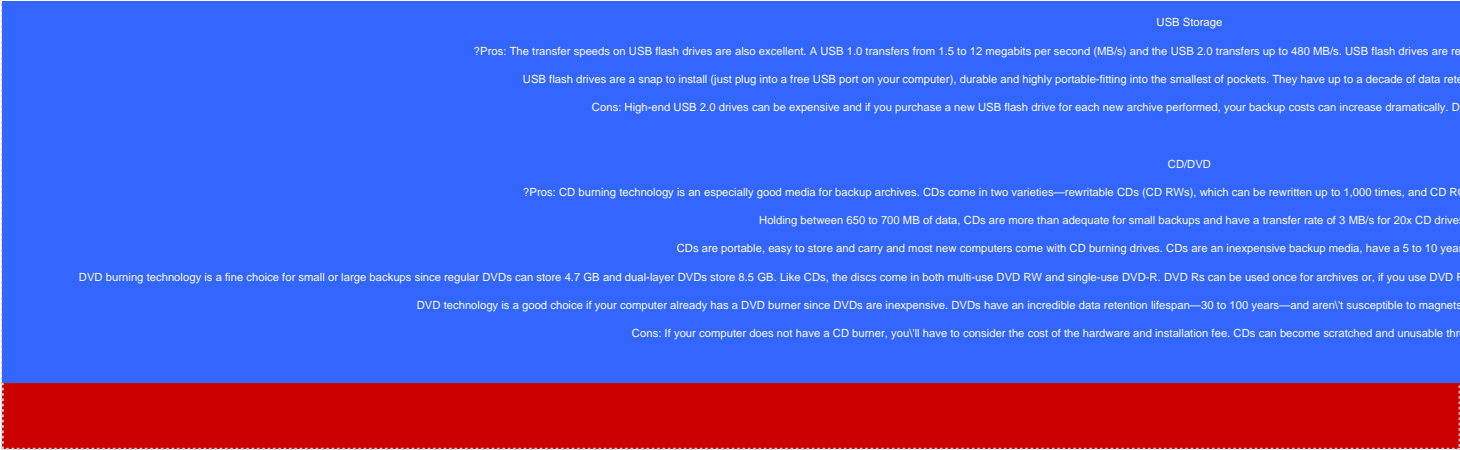 USB Storage
?Pros: The transfer speeds on USB flash drives are also excellent. A USB 1.0 transfers from 1.5 to 12 megabits per second (MB/s) and the USB 2.0 transfers up to 480 MB/s. USB flash drives are re
USB flash drives are a snap to install (just plug into a free USB port on your computer), durable and highly portable-fitting into the smallest of pockets. They have up to a decade of data rete
Cons: High-end USB 2.0 drives can be expensive and if you purchase a new USB flash drive for each new archive performed, your backup costs can increase dramatically. D
CD/DVD
?Pros: CD burning technology is an especially good media for backup archives. CDs come in two varieties—rewritable CDs (CD RWs), which can be rewritten up to 1,000 times, and CD RO
Holding between 650 to 700 MB of data, CDs are more than adequate for small backups and have a transfer rate of 3 MB/s for 20x CD drives
CDs are portable, easy to store and carry and most new computers come with CD burning drives. CDs are an inexpensive backup media, have a 5 to 10 year
DVD burning technology is a fine choice for small or large backups since regular DVDs can store 4.7 GB and dual-layer DVDs store 8.5 GB. Like CDs, the discs come in both multi-use DVD RW and single-use DVD-R. DVD Rs can be used once for archives or, if you use DVD R
DVD technology is a good choice if your computer already has a DVD burner since DVDs are inexpensive. DVDs have an incredible data retention lifespan—30 to 100 years—and aren\'t susceptible to magnets
Cons: If your computer does not have a CD burner, you\'ll have to consider the cost of the hardware and installation fee. CDs can become scratched and unusable thr